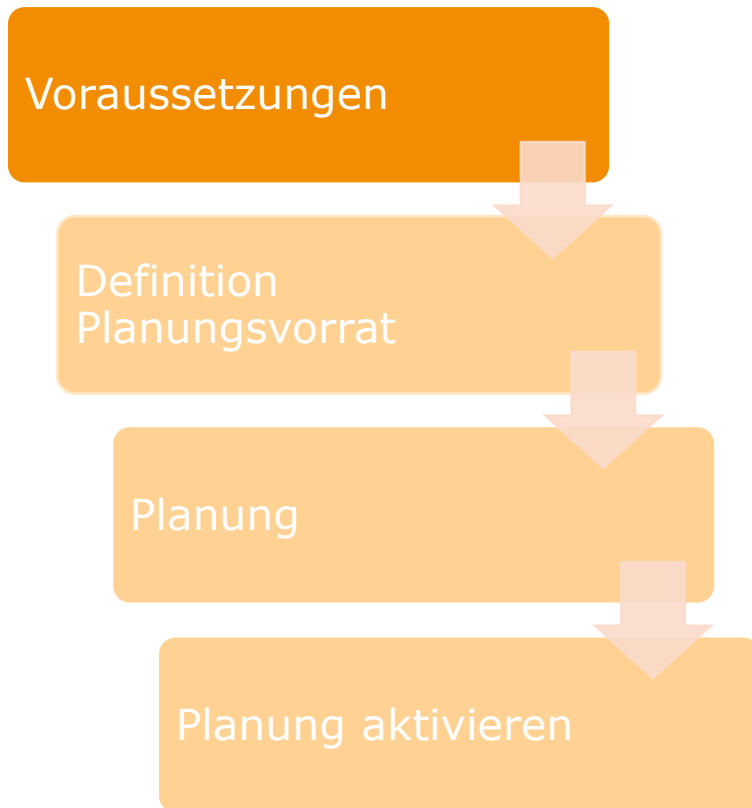 Voraussetzungen
Definition
Planungsvorrat
Planung
Planung aktivieren